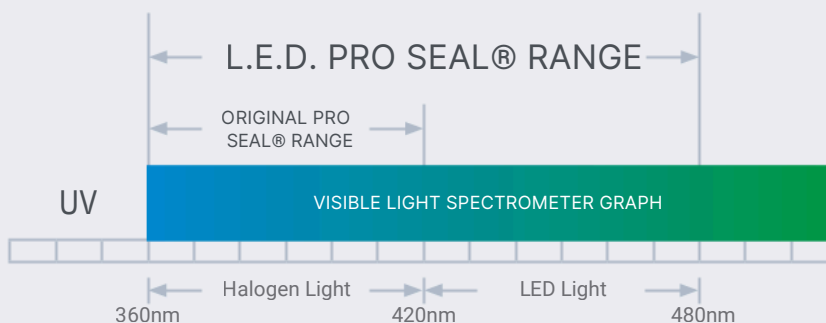 L.E.D. PRO SEAL® RANGE
ORIGINAL PRO
SEAL® RANGE
UV
VISIBLE LIGHT SPECTROMETER GRAPH
Halogen Light
LED Light
360nm
420nm
480nm